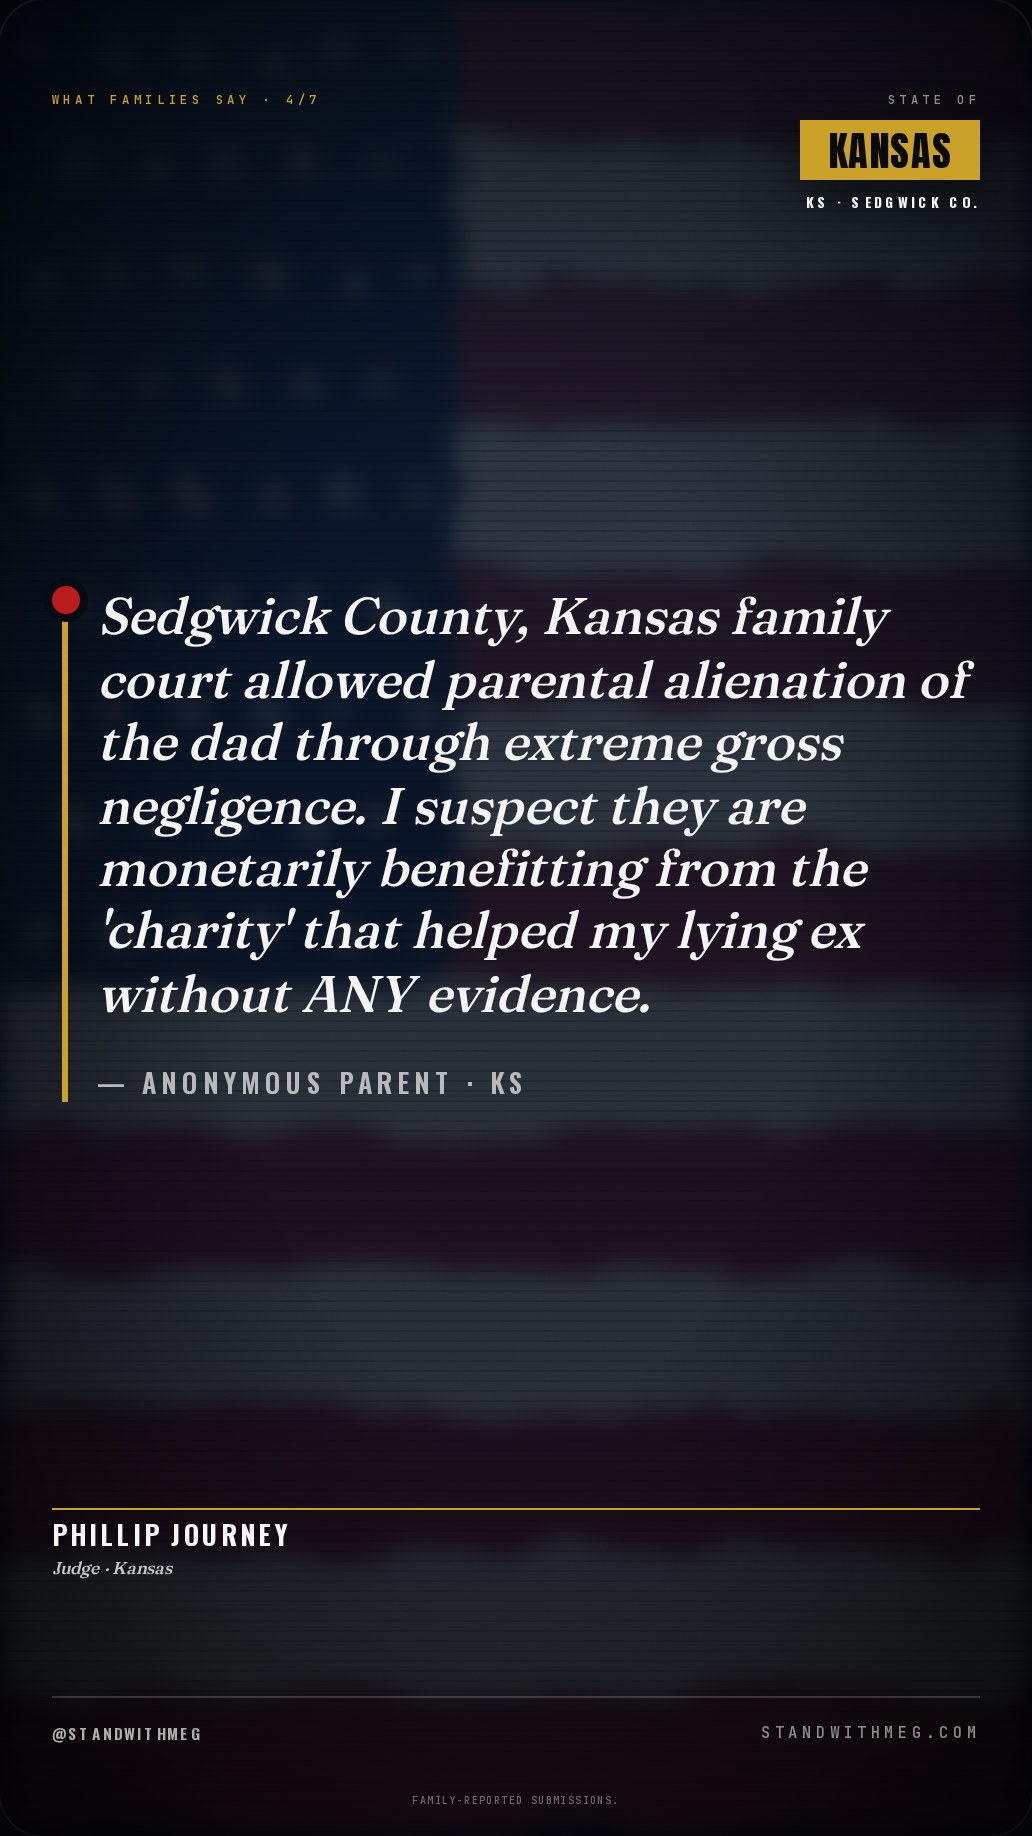 WHAT FAMILIES SAY · 4/7
STATE OF
KANSAS
KS · SEDGWICK CO.
Sedgwick County, Kansas family
court allowed parental alienation of
the dad through extreme gross
negligence. I suspect they are
monetarily benefitting from the
'charity' that helped my lying ex
without ANY evidence.
— ANONYMOUS PARENT · KS
PHILLIP JOURNEY
Judge · Kansas
@STANDWITHMEG
STANDWITHMEG.COM
FAMILY-REPORTED SUBMISSIONS.